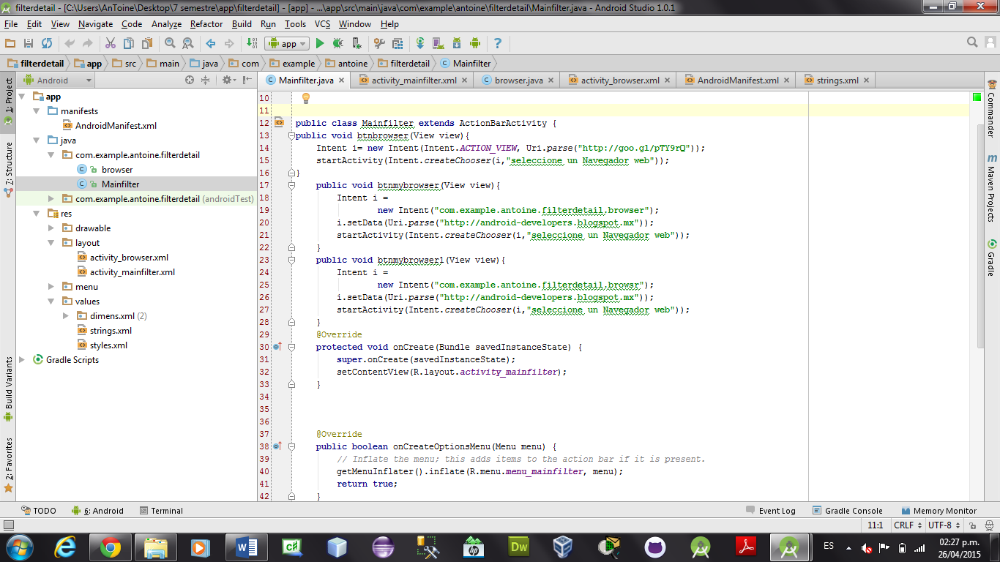 filterdetail - [C:\Users\AnToine\Desktop\7 semestre\app\filterdetail] - [app] - ...\app\src\main\java\com\example\antoine\filterdetail\Mainfilter.java - Android Studio 1.0.1
File Edit View Navigate Code Analyze Refactor Build Run Tools VCS Window Help
app
filterdetail app src main java com example antoine filterdetail Mainfilter
Android
Mainfilter.java activity_mainfilter.xml browser.java activity_browser.xml AndroidManifest.xml strings.xml
1: Project
7: Structure
Build Variants
2: Favorites
app
manifests
AndroidManifest.xml
java
com.example.antoine.filterdetail
browser
Mainfilter
com.example.antoine.filterdetail (androidTest)
res
drawable
layout
activity_browser.xml
activity_mainfilter.xml
menu
values
dimens.xml (2)
strings.xml
styles.xml
Gradle Scripts
10
11
12 public class Mainfilter extends ActionBarActivity {
13 public void btnbrowser(View view){
14 Intent i= new Intent(Intent.ACTION_VIEW, Uri.parse("http://goo.gl/pTY9rQ"));
15 startActivity(Intent.createChooser(i,"seleccione un Navegador web"));
16 }
17 public void btnmybrowser(View view){
18 Intent i =
19 new Intent("com.example.antoine.filterdetail.browser");
20 i.setData(Uri.parse("http://android-developers.blogspot.mx"));
21 startActivity(Intent.createChooser(i,"seleccione un Navegador web"));
22 }
23 public void btnmybrowser1(View view){
24 Intent i =
25 new Intent("com.example.antoine.filterdetail.browsr");
26 i.setData(Uri.parse("http://android-developers.blogspot.mx"));
27 startActivity(Intent.createChooser(i,"seleccione un Navegador web"));
28 }
29 @Override
30 protected void onCreate(Bundle savedInstanceState) {
31 super.onCreate(savedInstanceState);
32 setContentView(R.layout.activity_mainfilter);
33 }
34
35
36
37 @Override
38 public boolean onCreateOptionsMenu(Menu menu) {
39 // Inflate the menu; this adds items to the action bar if it is present.
40 getMenuInflater().inflate(R.menu.menu_mainfilter, menu);
41 return true;
42 }
Commander
m Maven Projects
Gradle
TODO 6: Android Terminal Event Log Gradle Console Memory Monitor
11:1 CRLF UTF-8
W C# hp Dw ES 02:27 p.m.
26/04/2015